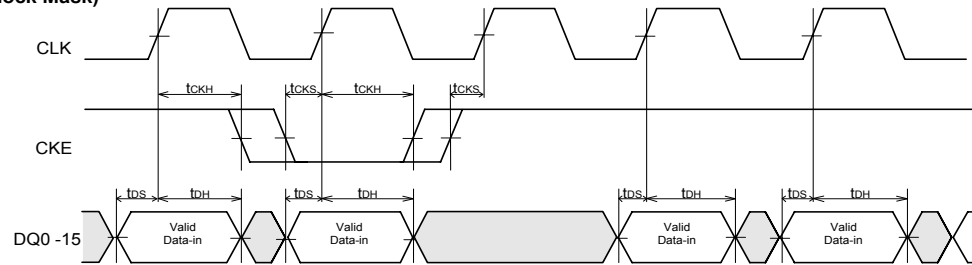 lock Mask)
CLK
tCKH tCKS tCKH tCKS
CKE
tDS tDH tDS tDH tDS tDH tDS tDH
DQ0 -15
Valid Data-in
Valid Data-in
Valid Data-in
Valid Data-in